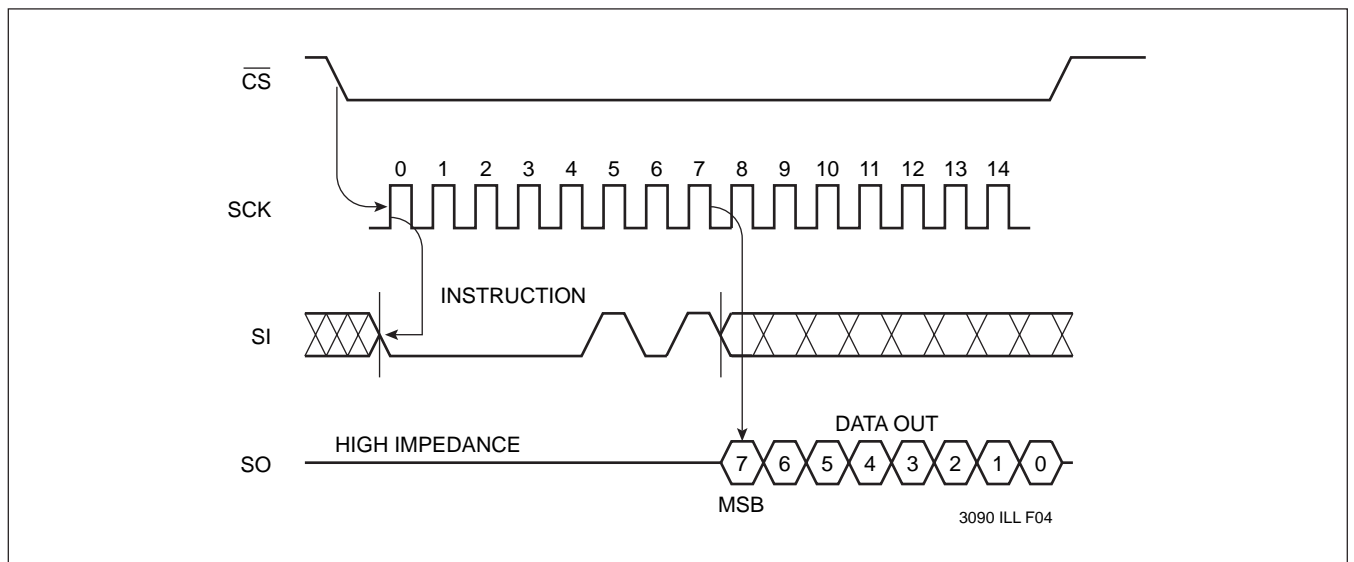 CS
0 1 2 3 4 5 6 7 8 9 10 11 12 13 14
SCK
INSTRUCTION
SI
DATA OUT
HIGH IMPEDANCE
SO
7 6 5 4 3 2 1 0
MSB
3090 ILL F04